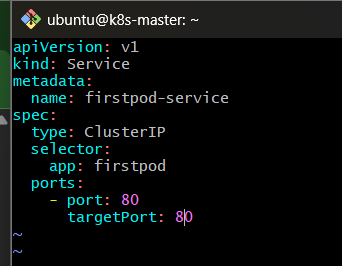 ubuntu@k8s-master: ~
apiVersion: v1
kind: Service
metadata:
  name: firstpod-service
spec:
  type: ClusterIP
  selector:
    app: firstpod
  ports:
    - port: 80
      targetPort: 80
~
~